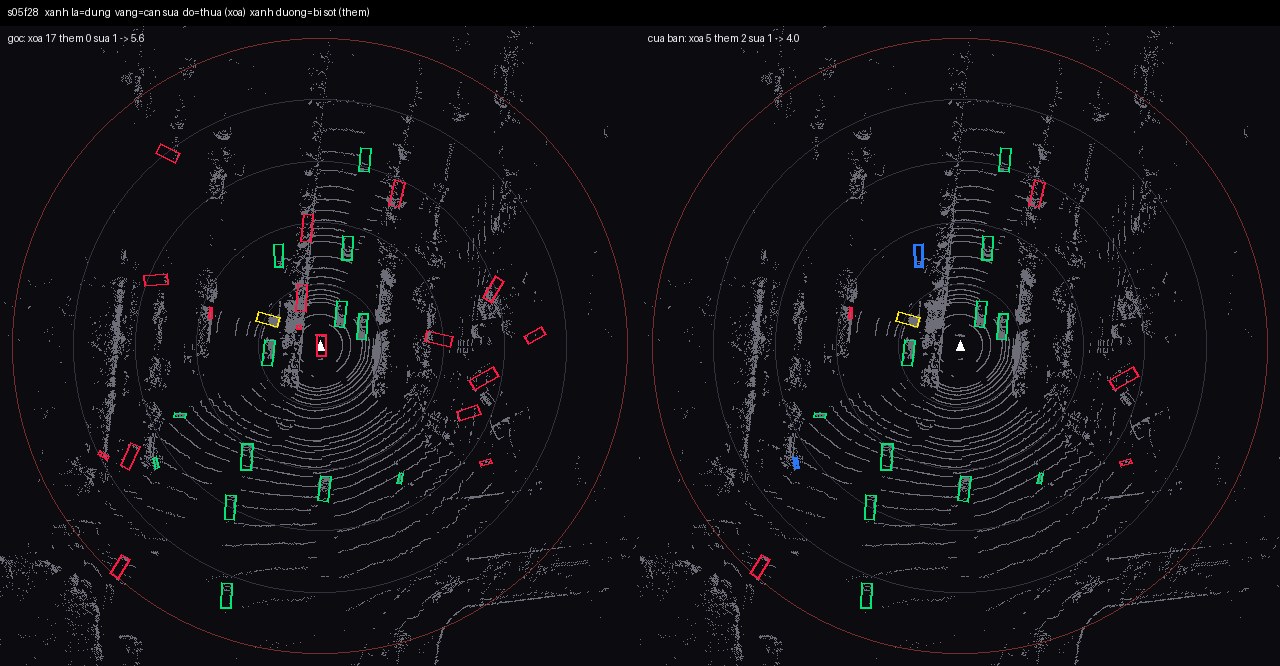 s05f28 xanh la=dung vang=can sua do=thua (xoa) xanh duong=bi sot (them)
goc: xoa 17 them 0 sua 1 -> 5.6
cua ban: xoa 5 them 2 sua 1 -> 4.0